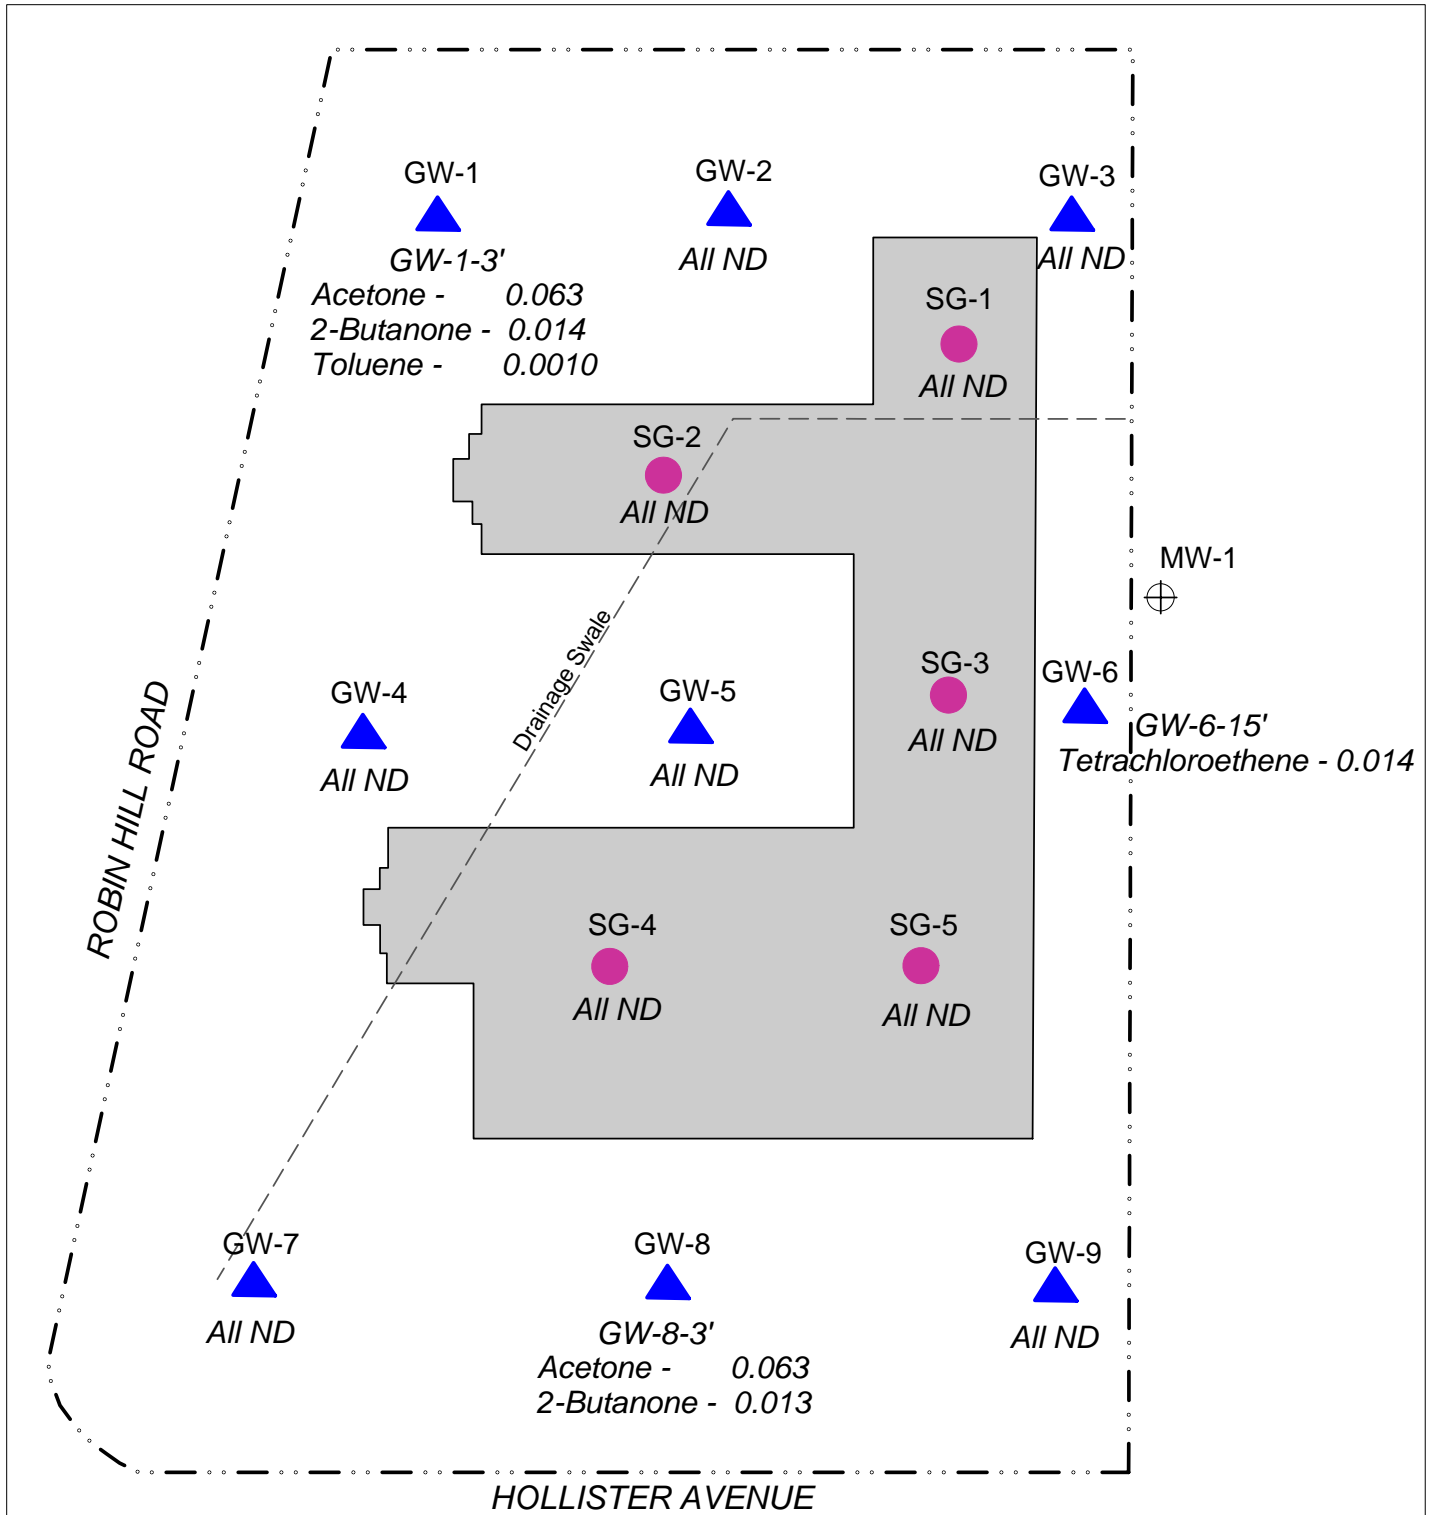 GW-1
GW-2
GW-3
GW-1-3'
Acetone - 0.063
2-Butanone - 0.014
Toluene - 0.0010
All ND
All ND
SG-1
All ND
SG-2
All ND
MW-1
Drainage Swale
ROBIN HILL ROAD
GW-4
All ND
GW-5
All ND
SG-3
All ND
GW-6
GW-6-15'
Tetrachloroethene - 0.014
SG-4
All ND
SG-5
All ND
GW-7
All ND
GW-8
GW-8-3'
Acetone - 0.063
2-Butanone - 0.013
GW-9
All ND
HOLLISTER AVENUE